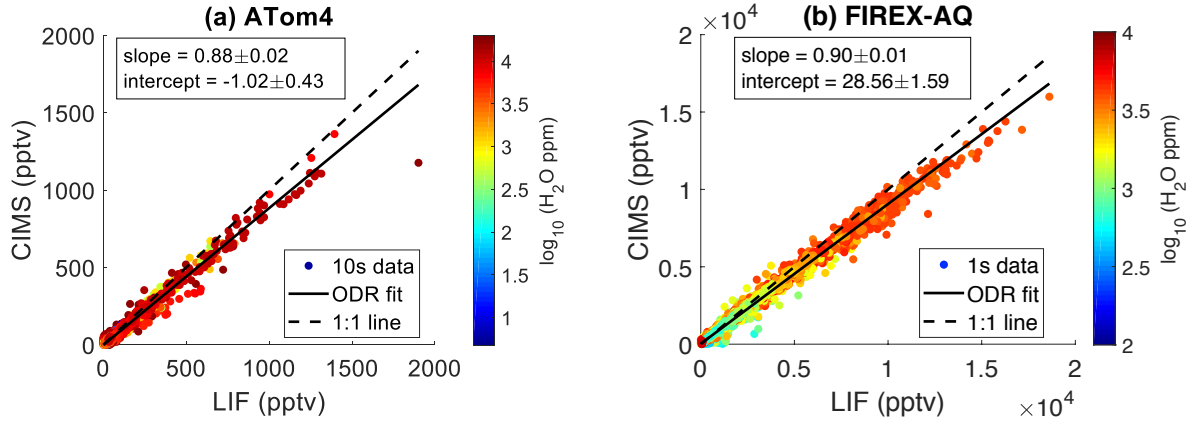 (a) ATom4
2000
1500
1000
500
0
CIMS (pptv)
slope = 0.88±0.02
intercept = -1.02±0.43
10s data
ODR fit
1:1 line
0
500
1000
1500
2000
LIF (pptv)
4
3.5
3
2.5
2
1.5
1
log10 (H2O ppm)
×10^4
(b) FIREX-AQ
2
1.5
1
0.5
0
CIMS (pptv)
slope = 0.90±0.01
intercept = 28.56±1.59
1s data
ODR fit
1:1 line
0
0.5
1
1.5
2
LIF (pptv)
×10^4
4
3.5
3
2.5
2
log10 (H2O ppm)